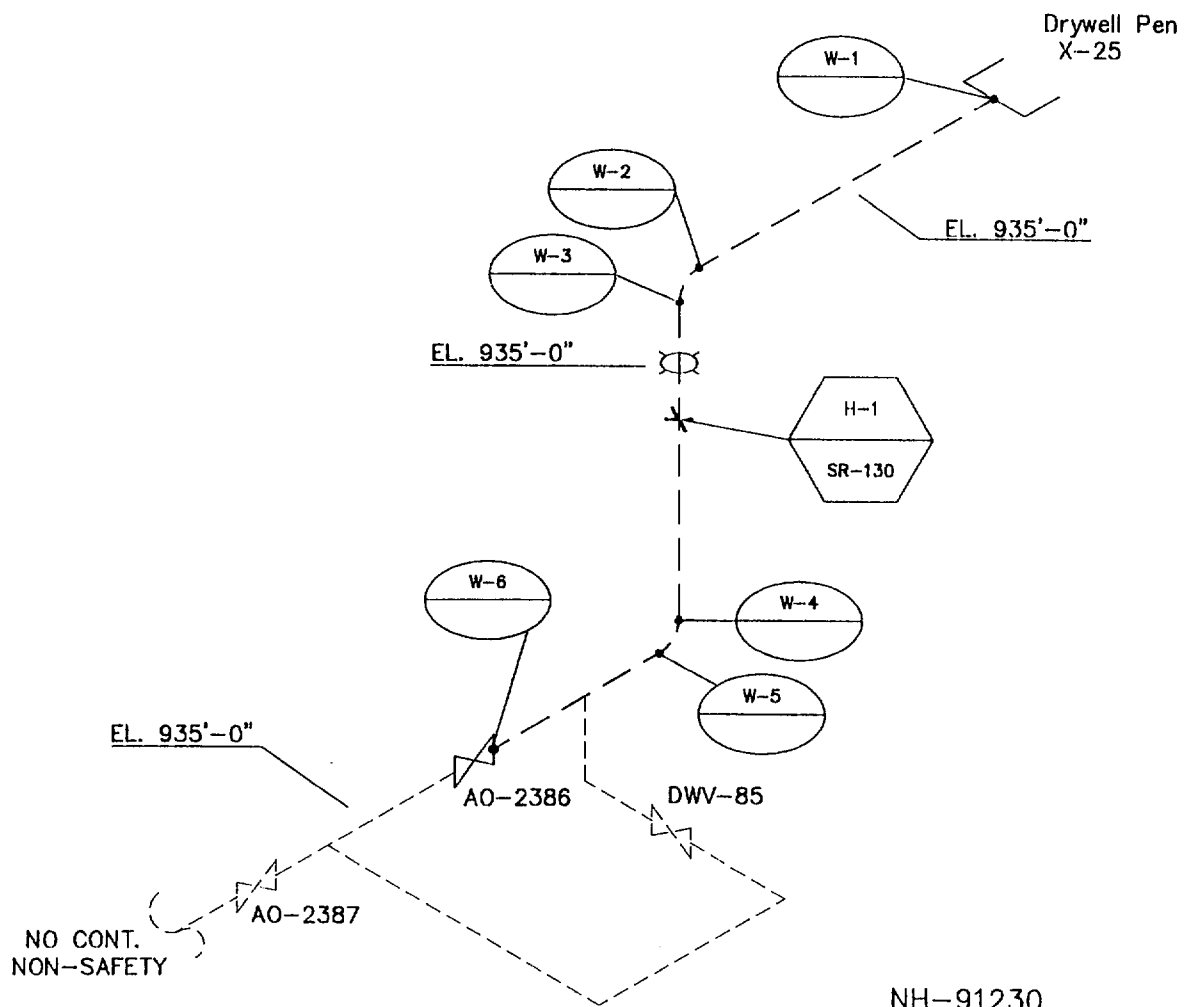 Drywell Pen
X-25
W-1
W-2
EL. 935'-0"
W-3
EL. 935'-0"
H-1
SR-130
W-6
W-4
W-5
EL. 935'-0"
AO-2386
DWV-85
AO-2387
NO CONT.
NON-SAFETY
NH-91230